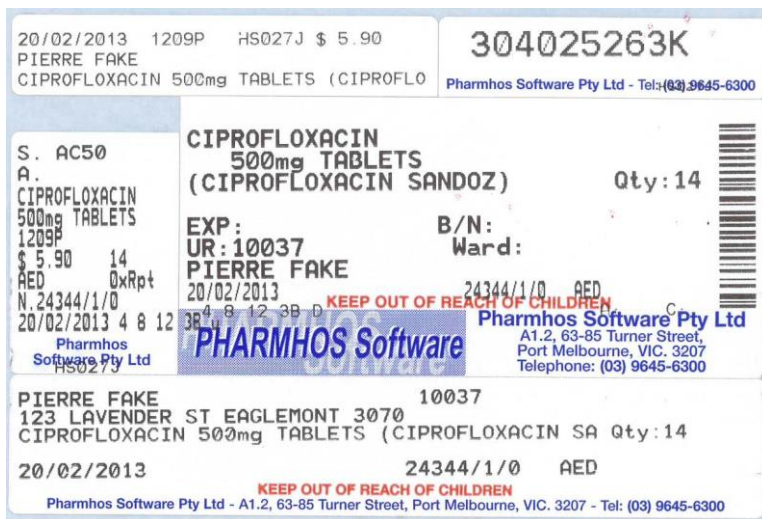 20/02/2013 1209P HS027J $ 5.90
PIERRE FAKE
CIPROFLOXACIN 500mg TABLETS (CIPROFLO
304025263K
Pharmhos Software Pty Ltd - Tel: (03) 9645-6300
S. AC50
A.
CIPROFLOXACIN
500mg TABLETS
1209P
$ 5.90 14
AED 0xRpt
N.24344/1/0
20/02/2013 4 8 12 3B
Pharmhos
Software Pty Ltd
HS027J
CIPROFLOXACIN
500mg TABLETS
(CIPROFLOXACIN SANDOZ) Qty:14
EXP: B/N:
UR:10037 Ward:
PIERRE FAKE
20/02/2013 24344/1/0 AED
4 8 12 3B D
KEEP OUT OF REACH OF CHILDREN
PHARMHOS Software
Pharmhos Software Pty Ltd
A1.2, 63-85 Turner Street,
Port Melbourne, VIC. 3207
Telephone: (03) 9645-6300
PIERRE FAKE 10037
123 LAVENDER ST EAGLEMONT 3070
CIPROFLOXACIN 500mg TABLETS (CIPROFLOXACIN SA Qty:14
20/02/2013 24344/1/0 AED
KEEP OUT OF REACH OF CHILDREN
Pharmhos Software Pty Ltd - A1.2, 63-85 Turner Street, Port Melbourne, VIC. 3207 - Tel: (03) 9645-6300